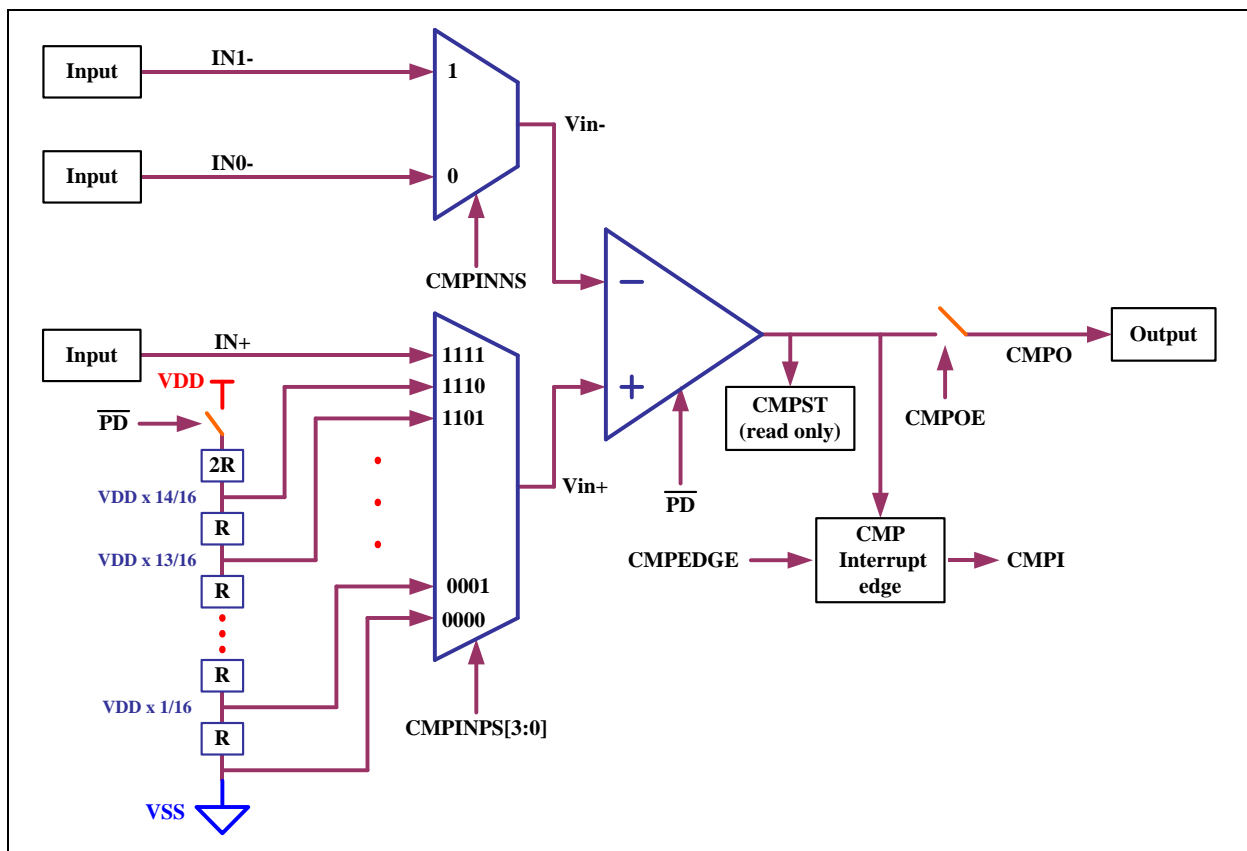 Input
IN1-
1
Vin-
Input
IN0-
0
CMPINNS
−
+
Input
IN+
1111
VDD
1110
1101
PD
2R
VDD x 14/16
R
VDD x 13/16
R
Vin+
0001
0000
R
VDD x 1/16
R
CMPINPS[3:0]
VSS
PD
CMPST
(read only)
CMPOE
CMPO
Output
CMPEDGE
CMP
Interrupt
edge
CMPI